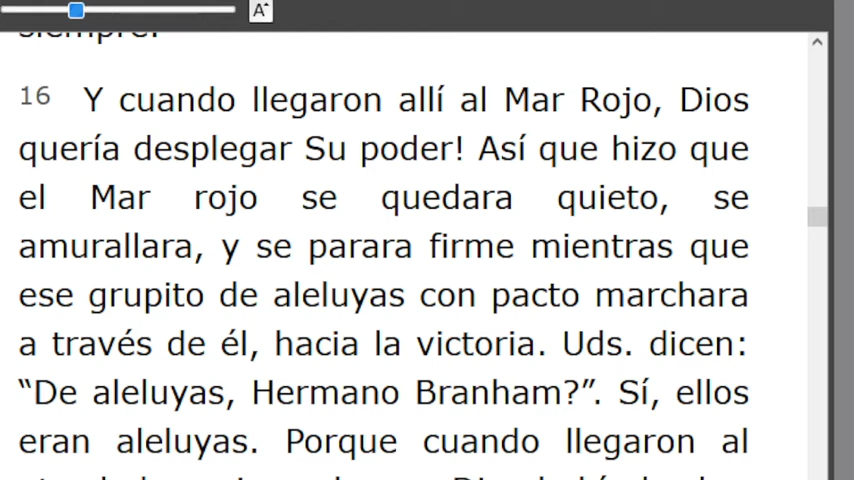 A
siempre.
16 Y cuando llegaron allí al Mar Rojo, Dios
quería desplegar Su poder! Así que hizo que
el Mar rojo se quedara quieto, se
amurallara, y se parara firme mientras que
ese grupito de aleluyas con pacto marchara
a través de él, hacia la victoria. Uds. dicen:
“De aleluyas, Hermano Branham?”. Sí, ellos
eran aleluyas. Porque cuando llegaron al